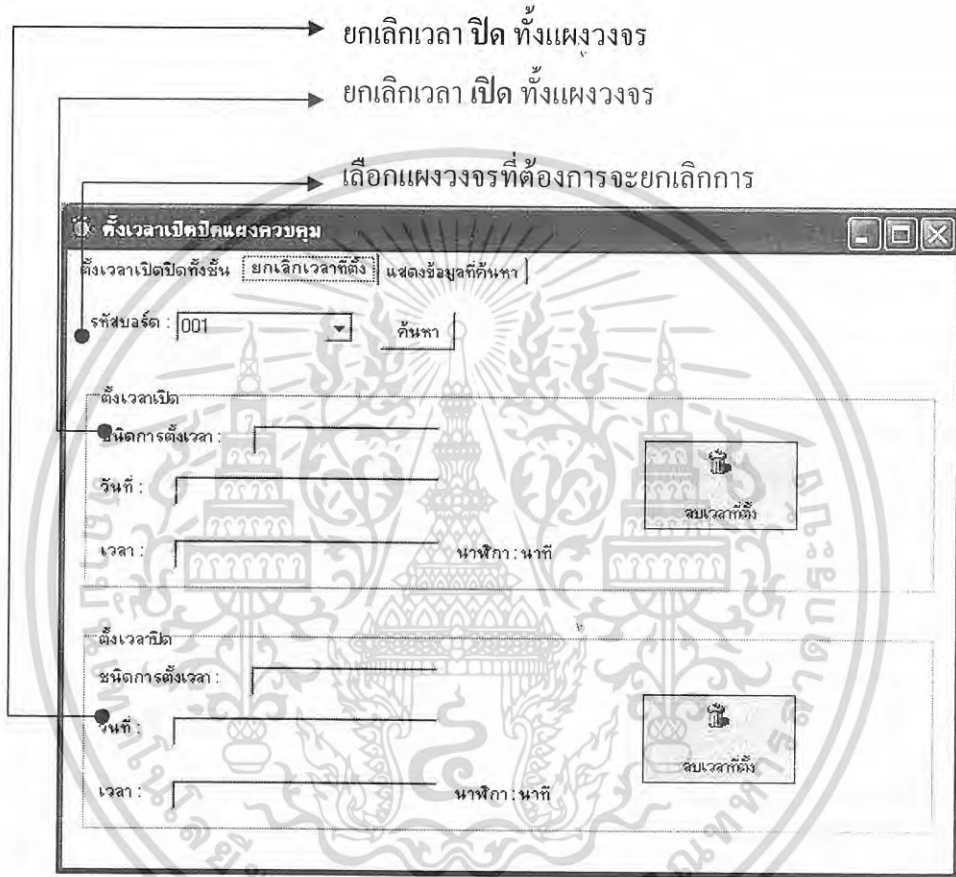 ยกเลิกเวลา ปิด ทั้งแผงวงจร
ยกเลิกเวลา เปิด ทั้งแผงวงจร
เลือกแผงวงจรที่ต้องการจะยกเลิกการ
ตั้งเวลาเปิดปิดแผงควบคุม
ตั้งเวลาเปิดปิดทั้งชั้น ยกเลิกเวลาที่ตั้ง แสดงข้อมูลที่ค้นหา
รหัสบอร์ด : 001 ค้นหา
ตั้งเวลาเปิด
ชนิดการตั้งเวลา :
วันที่ :
ลบเวลาที่ตั้ง
เวลา : นาฬิกา : นาที
ตั้งเวลาปิด
ชนิดการตั้งเวลา :
วันที่ :
ลบเวลาที่ตั้ง
เวลา : นาฬิกา : นาที